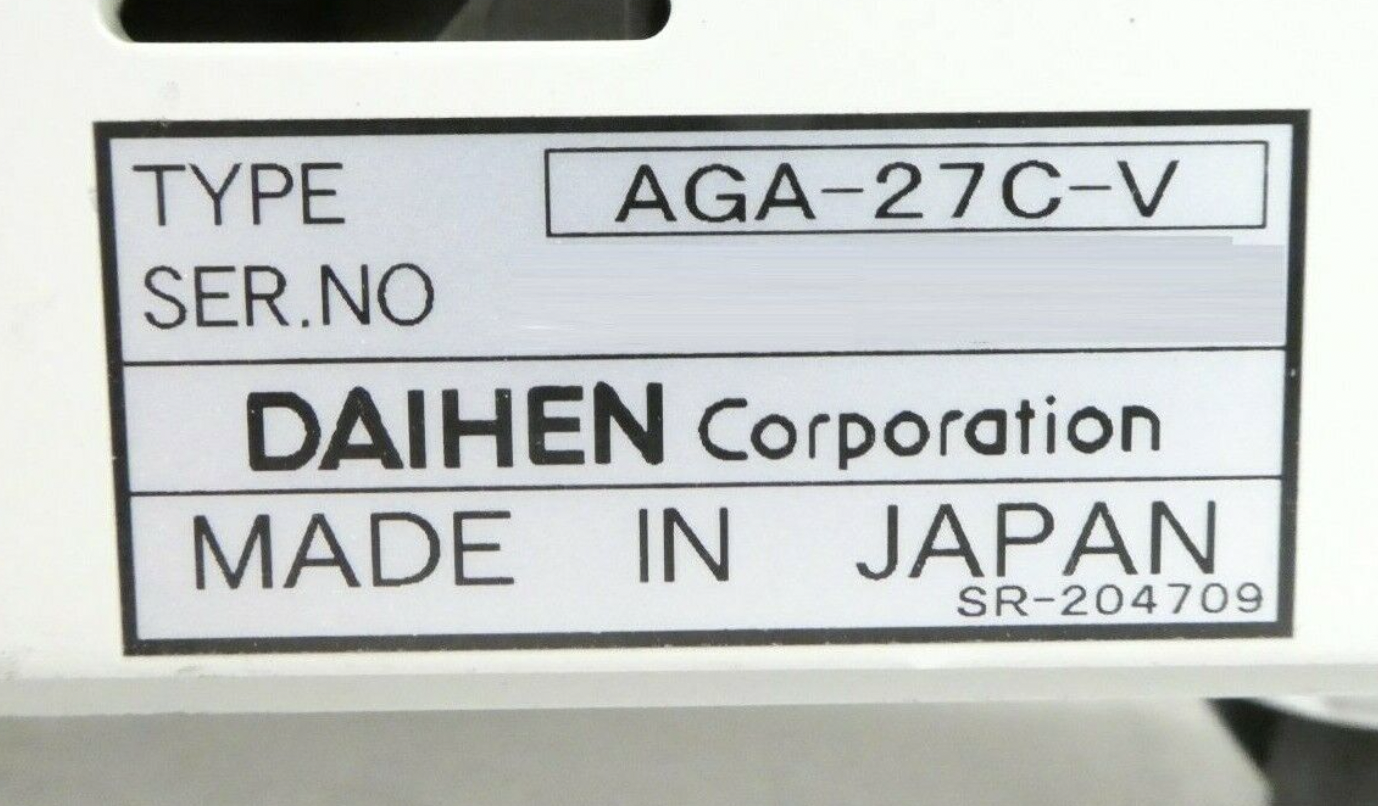 TYPE AGA-27C-V
SER.NO
DAIHEN Corporation
MADE IN JAPAN
SR-204709